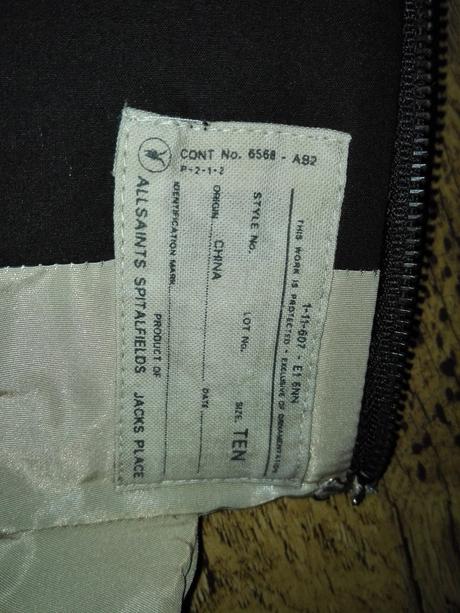 CONT No. 6568 - AB2
P-2-1-2
1-11-607 - E1 6NN
THIS WORK IS PROTECTED - EXCLUSIVE OF ORNAMENTATION
STYLE No. LOT No. SIZE TEN
ORIGIN CHINA DATE
IDENTIFICATION MARK PRODUCT OF
ALLSAINTS SPITALFIELDS JACKS PLACE